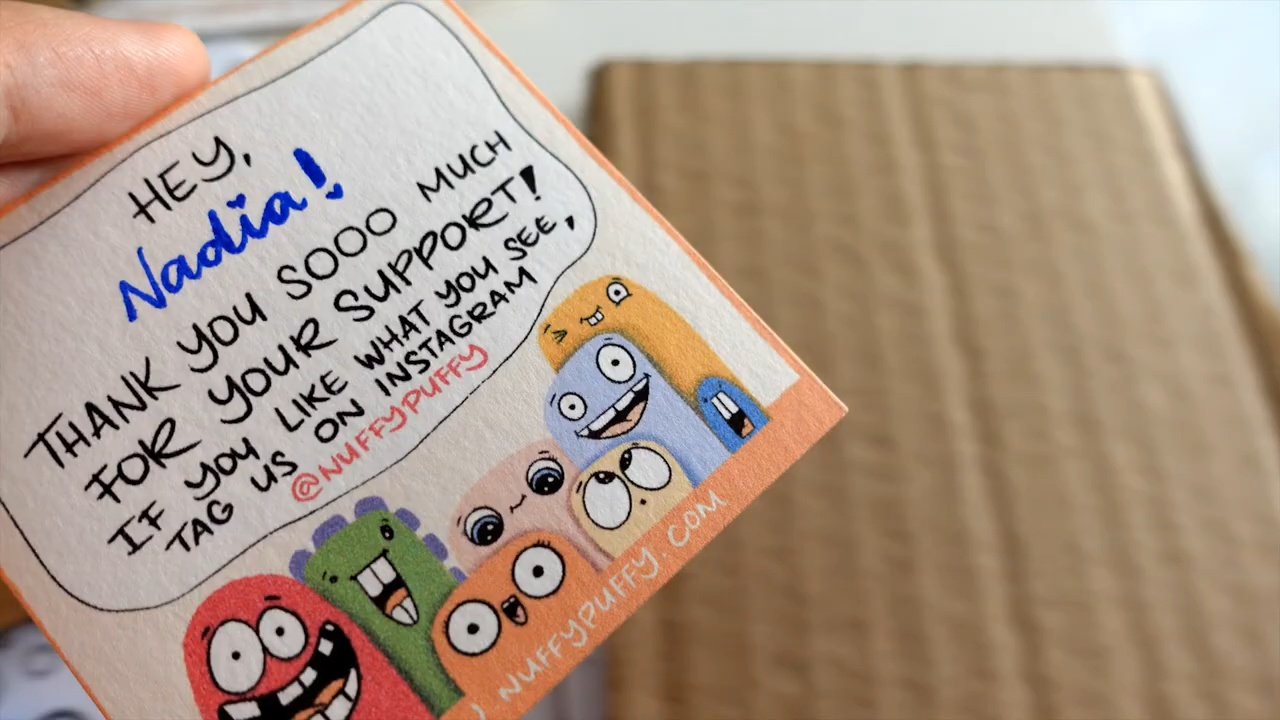 HEY,
Nadia!
THANK YOU SOOO MUCH
FOR YOUR SUPPORT!
IF YOU LIKE WHAT YOU SEE,
TAG US ON INSTAGRAM
@NUFFYPUFFY
.NUFFYPUFFY.COM